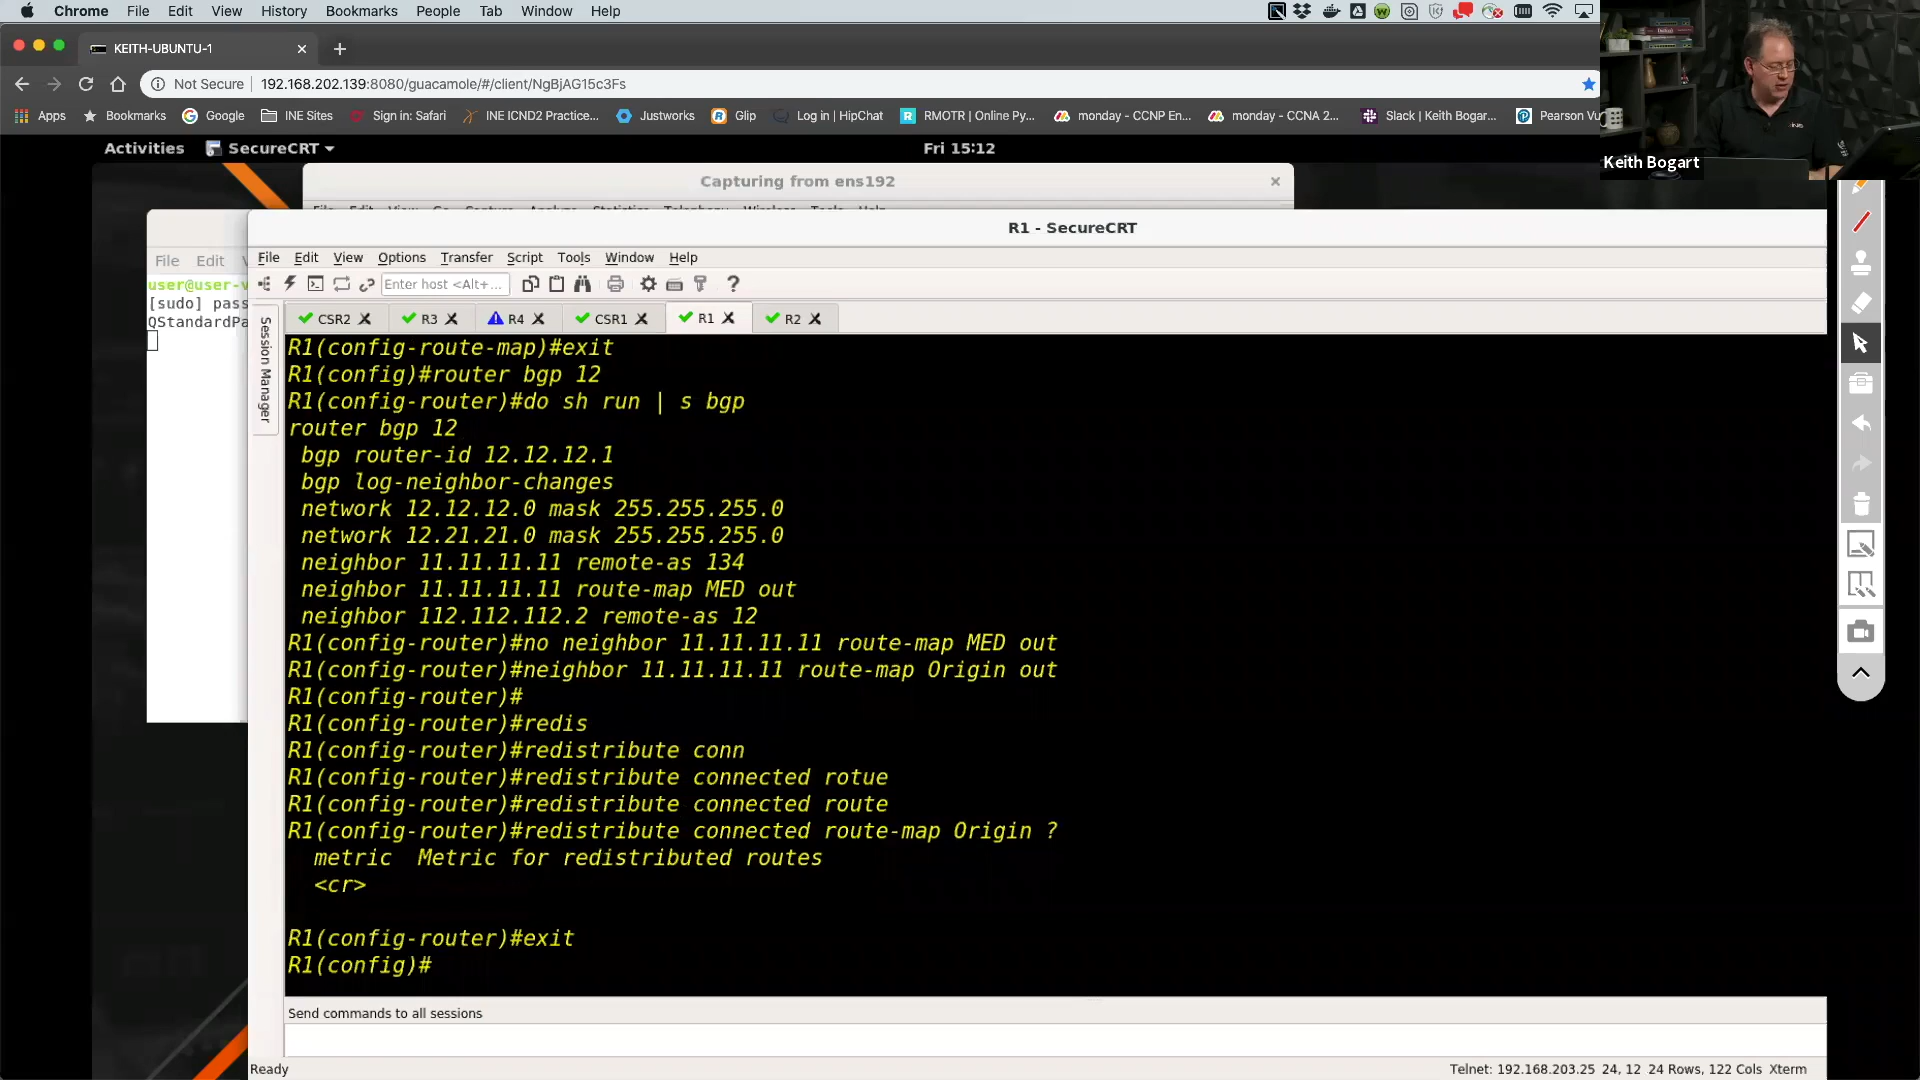 Chrome File Edit View History Bookmarks People Tab Window Help
KEITH-UBUNTU-1
Not Secure 192.168.202.139:8080/guacamole/#/client/NgBjAG15c3Fs
Apps Bookmarks Google INE Sites Sign in: Safari INE ICND2 Practice... Justworks Glip Log in | HipChat RMOTR | Online Py... monday - CCNP En... monday - CCNA 2... Slack | Keith Bogar... Pearson Vu
Keith Bogart
Activities SecureCRT Fri 15:12
Capturing from ens192
File Edit View Go Capture Analyze Statistics Telephony Wireless Tools Help
R1 - SecureCRT
File Edit V
File Edit View Options Transfer Script Tools Window Help
Enter host <Alt+...
user@user-v
[sudo] pass
QStandardPa
Session Manager
CSR2 R3 R4 CSR1 R1 R2
R1(config-route-map)#exit
R1(config)#router bgp 12
R1(config-router)#do sh run | s bgp
router bgp 12
bgp router-id 12.12.12.1
bgp log-neighbor-changes
network 12.12.12.0 mask 255.255.255.0
network 12.21.21.0 mask 255.255.255.0
neighbor 11.11.11.11 remote-as 134
neighbor 11.11.11.11 route-map MED out
neighbor 112.112.112.2 remote-as 12
R1(config-router)#no neighbor 11.11.11.11 route-map MED out
R1(config-router)#neighbor 11.11.11.11 route-map Origin out
R1(config-router)#
R1(config-router)#redis
R1(config-router)#redistribute conn
R1(config-router)#redistribute connected rotue
R1(config-router)#redistribute connected route
R1(config-router)#redistribute connected route-map Origin ?
metric Metric for redistributed routes
<cr>
R1(config-router)#exit
R1(config)#
Send commands to all sessions
Ready Telnet: 192.168.203.25 24, 12 24 Rows, 122 Cols Xterm